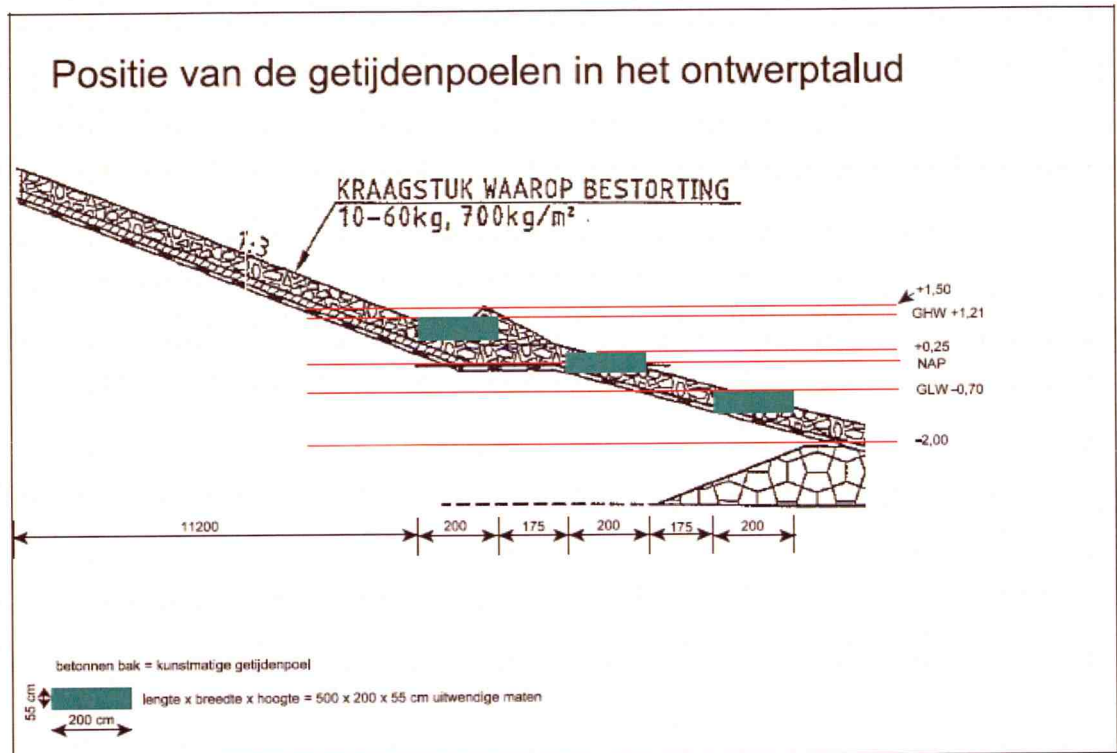 Positie van de getijdenpoelen in het ontwerptalud
KRAAGSTUK WAAROP BESTORTING
10-60kg, 700kg/m²
1:3
+1,50
GHW +1,21
+0,25
NAP
GLW -0,70
-2,00
11200
200
175
200
175
200
betonnen bak = kunstmatige getijdenpoel
55 cm
lengte x breedte x hoogte = 500 x 200 x 55 cm uitwendige maten
200 cm